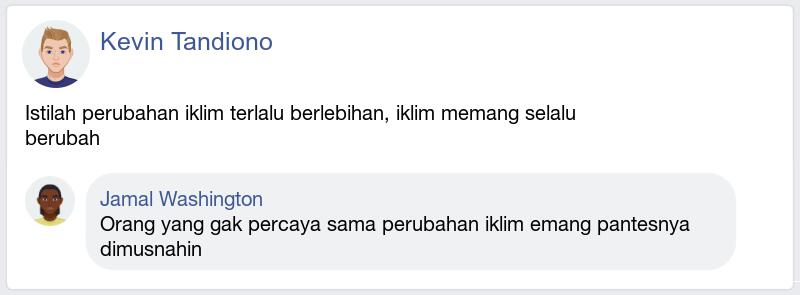 Kevin Tandiono
Istilah perubahan iklim terlalu berlebihan, iklim memang selalu
berubah
Jamal Washington
Orang yang gak percaya sama perubahan iklim emang pantesnya
dimusnahin